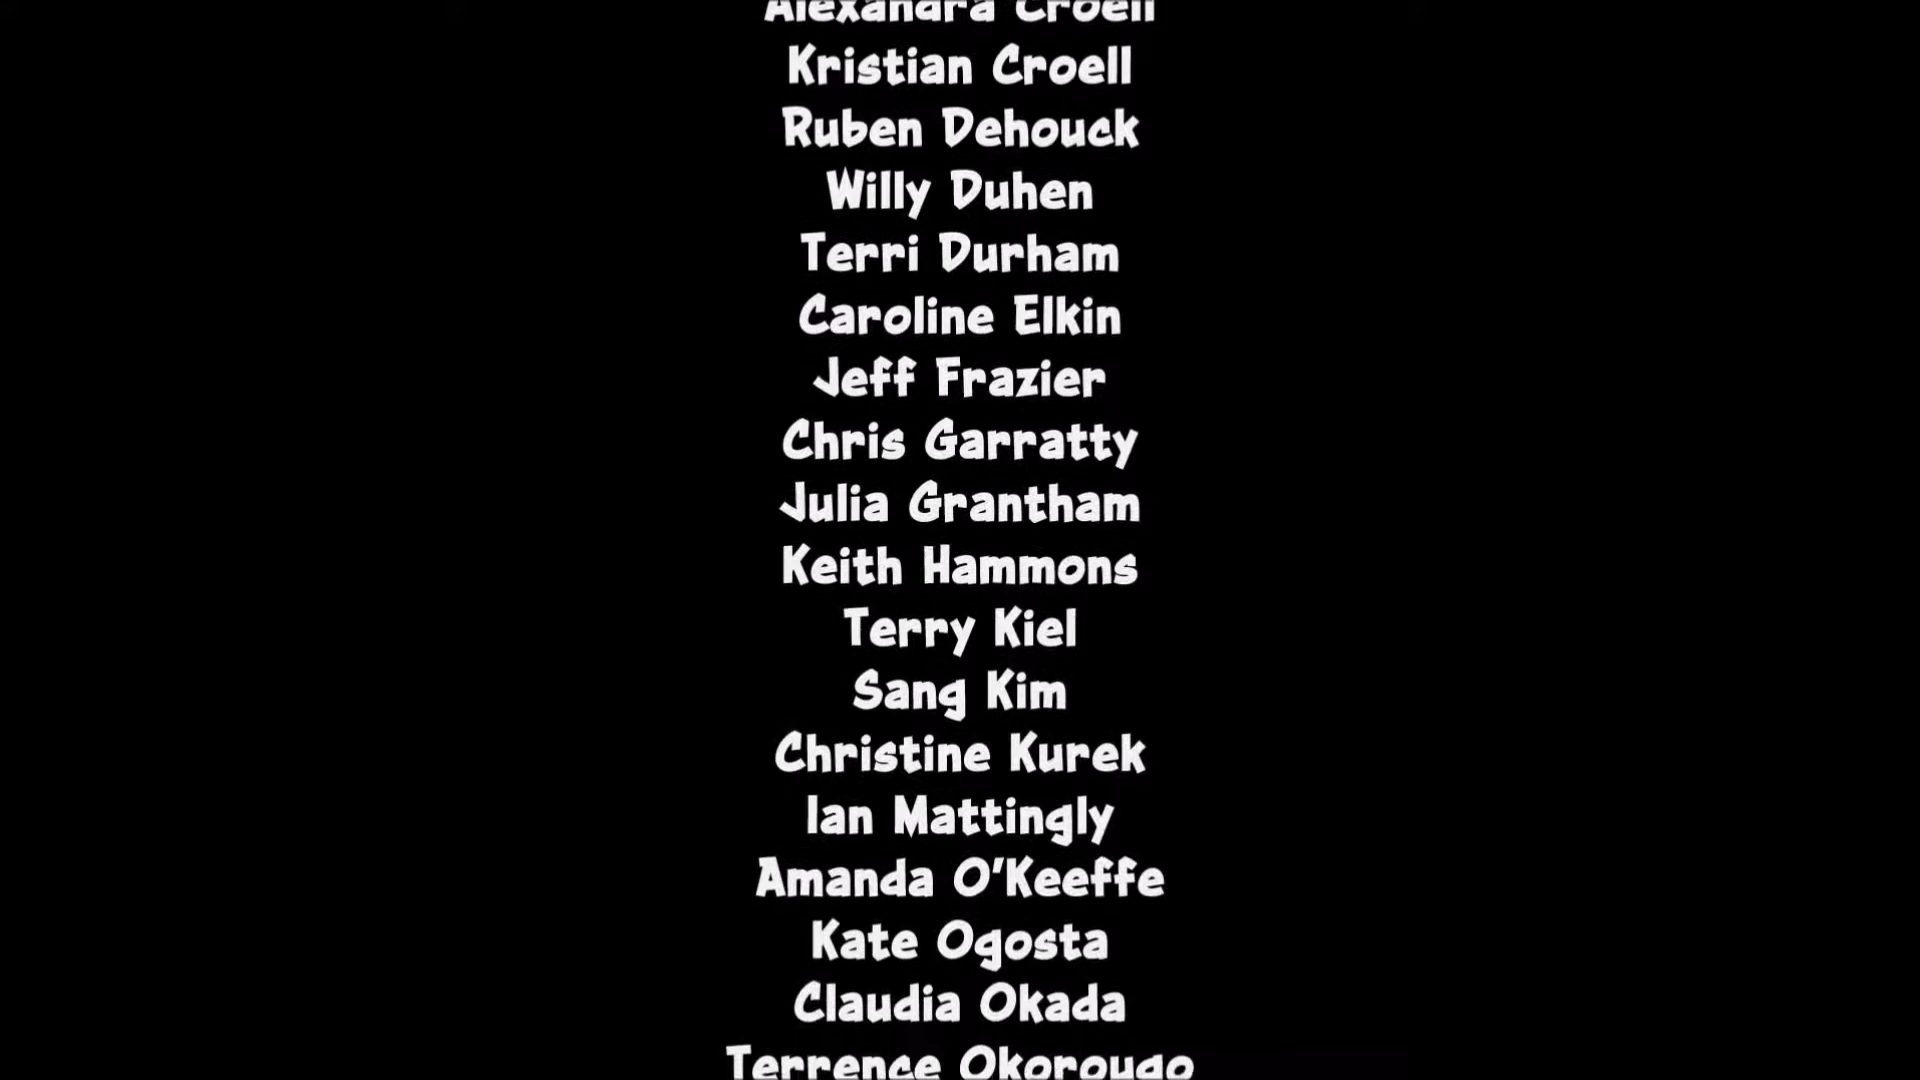 Alexandra Croell
Kristian Croell
Ruben Dehouck
Willy Duhen
Terri Durham
Caroline Elkin
Jeff Frazier
Chris Garratty
Julia Grantham
Keith Hammons
Terry Kiel
Sang Kim
Christine Kurek
Ian Mattingly
Amanda O'Keeffe
Kate Ogosta
Claudia Okada
Terrence Okorougo